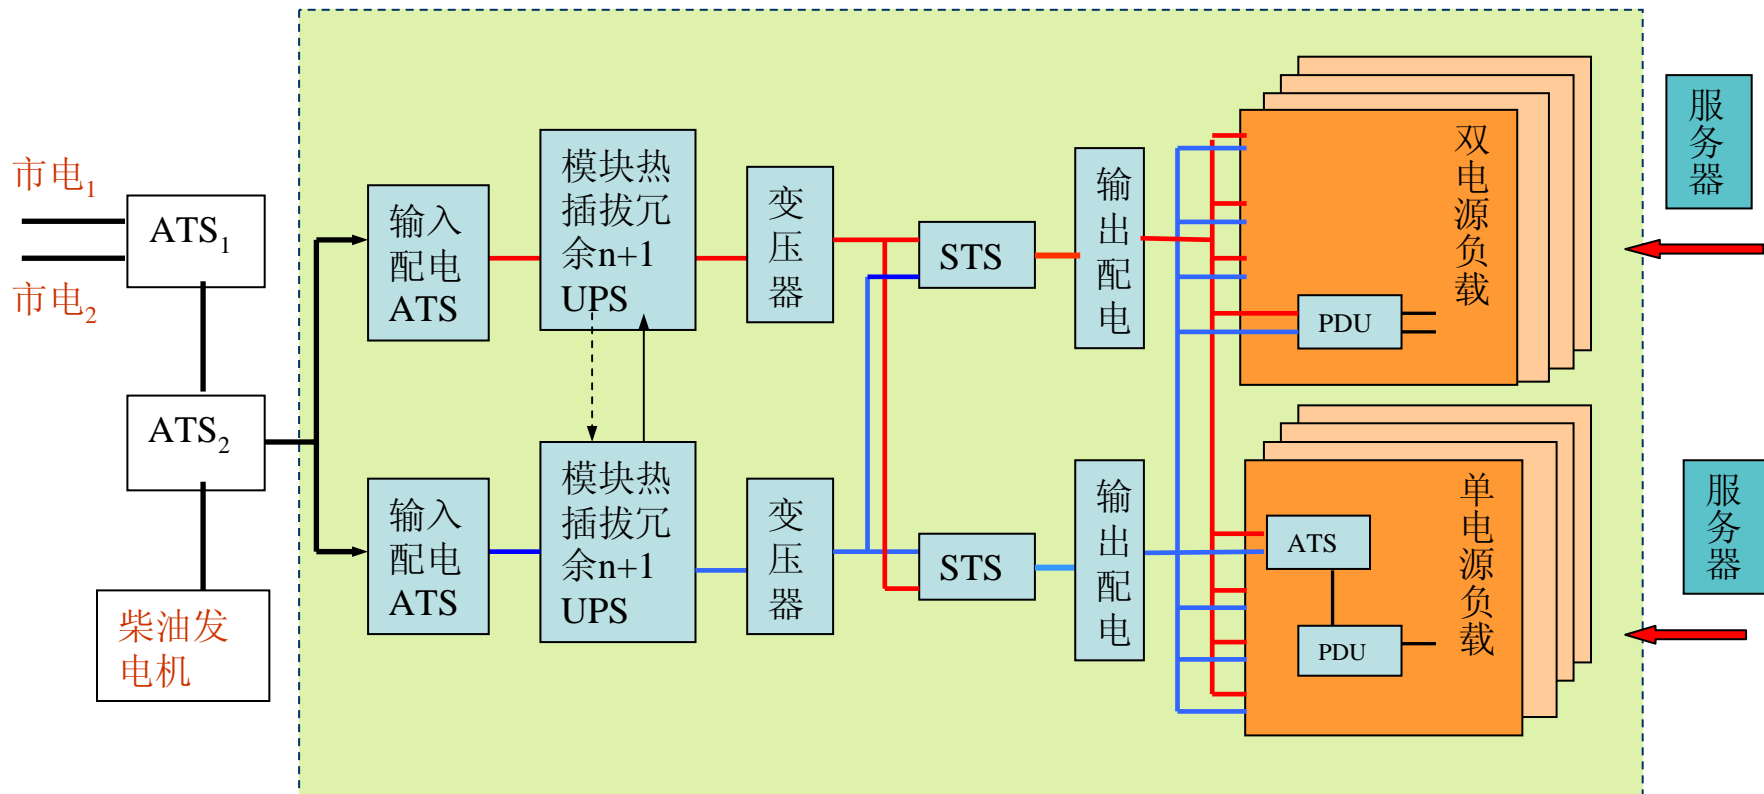 市电1
市电2
ATS1
ATS2
柴油发
电机
输入
配电
ATS
模块热
插拔冗
余n+1
UPS
变压器
STS
输出配电
双电源负载
PDU
服务器
输入
配电
ATS
模块热
插拔冗
余n+1
UPS
变压器
STS
输出配电
单电源负载
ATS
PDU
服务器